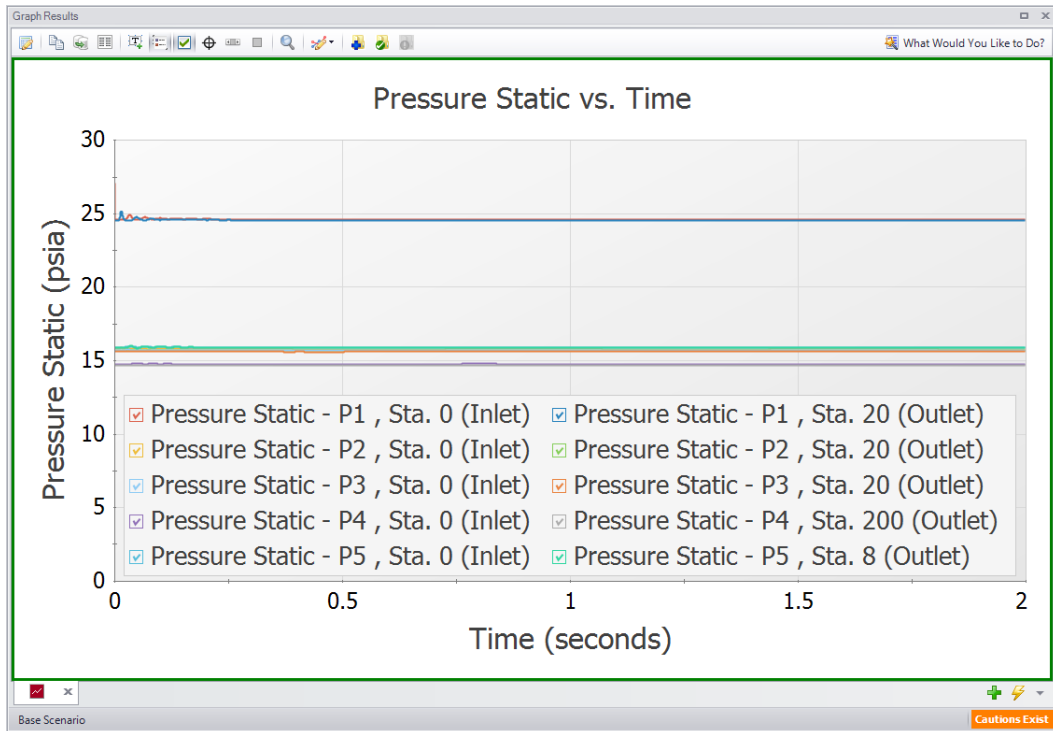 Graph Results
What Would You Like to Do?
Pressure Static vs. Time
30
25
20
15
10
5
0
Pressure Static (psia)
Pressure Static - P1 , Sta. 0 (Inlet) Pressure Static - P1 , Sta. 20 (Outlet)
Pressure Static - P2 , Sta. 0 (Inlet) Pressure Static - P2 , Sta. 20 (Outlet)
Pressure Static - P3 , Sta. 0 (Inlet) Pressure Static - P3 , Sta. 20 (Outlet)
Pressure Static - P4 , Sta. 0 (Inlet) Pressure Static - P4 , Sta. 200 (Outlet)
Pressure Static - P5 , Sta. 0 (Inlet) Pressure Static - P5 , Sta. 8 (Outlet)
0 0.5 1 1.5 2
Time (seconds)
Base Scenario
Cautions Exist